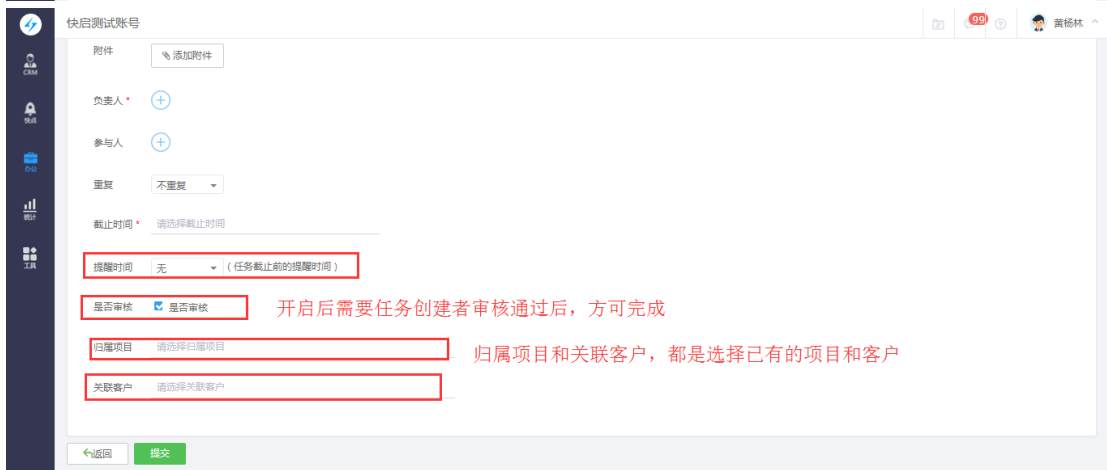 快启测试账号
99
黄杨林
CRM
快点
办公
统计
工具
附件 添加附件
负责人 *
参与人
重复 不重复
截止时间 * 请选择截止时间
提醒时间 无 （任务截止前的提醒时间）
是否审核 是否审核 开启后需要任务创建者审核通过后，方可完成
归属项目 请选择归属项目 归属项目和关联客户，都是选择已有的项目和客户
关联客户 请选择关联客户
返回 提交